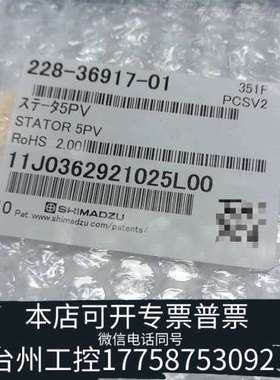 228-36917-01
351F
PCSV2
ステータ5PV
STATOR 5PV
RoHS 2.00
11J0362921025L00
SHIMADZU
Pat. www.shimadzu.com/patents/
本店可开专票普票
微信电话同号
台州工控17758753092